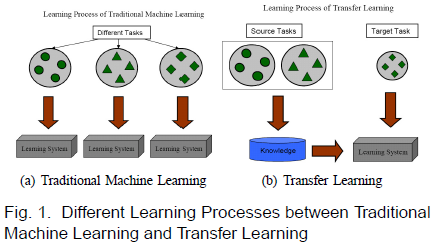 Learning Process of Traditional Machine Learning
Different Tasks
Learning System
Learning System
Learning System
(a) Traditional Machine Learning
Learning Process of Transfer Learning
Source Tasks
Target Task
Knowledge
Learning System
(b) Transfer Learning
Fig. 1. Different Learning Processes between Traditional
Machine Learning and Transfer Learning